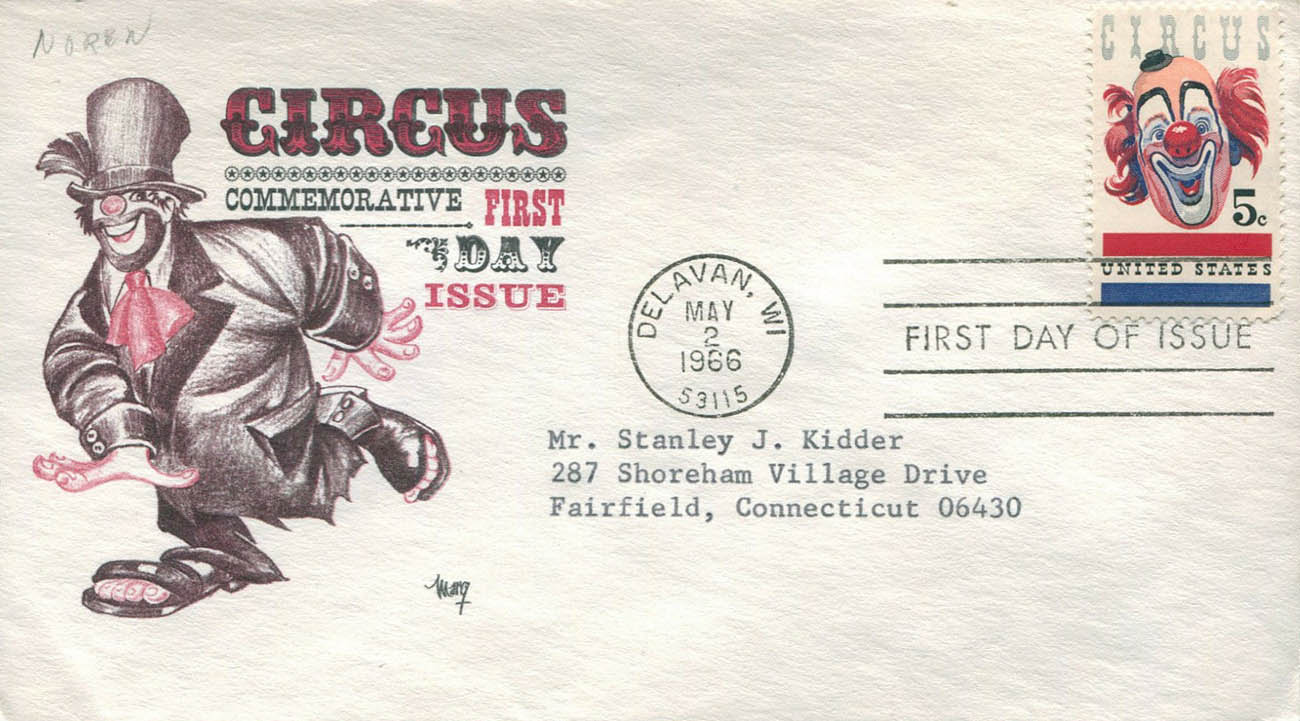 NOREN
CIRCUS
COMMEMORATIVE FIRST
DAY
ISSUE
CIRCUS
5c
UNITED STATES
DELAVAN, WI
MAY
2
1966
53115
FIRST DAY OF ISSUE
Mr. Stanley J. Kidder
287 Shoreham Village Drive
Fairfield, Connecticut 06430
Marg